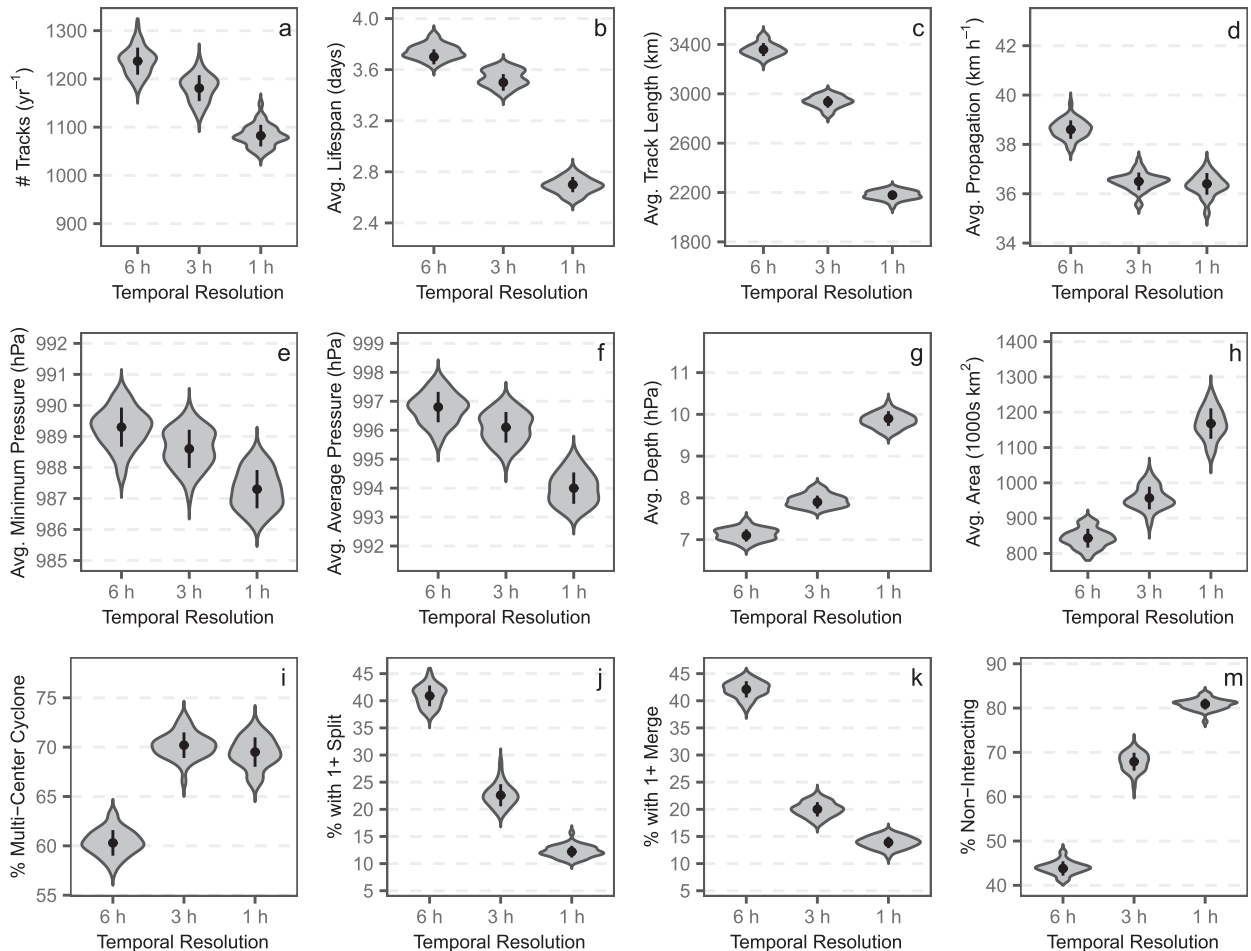 a
# Tracks (yr⁻¹)
1300
1200
1100
1000
900
6 h 3 h 1 h
Temporal Resolution
b
Avg. Lifespan (days)
4.0
3.6
3.2
2.8
2.4
6 h 3 h 1 h
Temporal Resolution
c
Avg. Track Length (km)
3400
3000
2600
2200
1800
6 h 3 h 1 h
Temporal Resolution
d
Avg. Propagation (km h⁻¹)
42
40
38
36
34
6 h 3 h 1 h
Temporal Resolution
e
Avg. Minimum Pressure (hPa)
992
991
990
989
988
987
986
985
6 h 3 h 1 h
Temporal Resolution
f
Avg. Average Pressure (hPa)
999
998
997
996
995
994
993
992
6 h 3 h 1 h
Temporal Resolution
g
Avg. Depth (hPa)
11
10
9
8
7
6 h 3 h 1 h
Temporal Resolution
h
Avg. Area (1000s km²)
1400
1300
1200
1100
1000
900
800
6 h 3 h 1 h
Temporal Resolution
i
% Multi−Center Cyclone
75
70
65
60
55
6 h 3 h 1 h
Temporal Resolution
j
% with 1+ Split
45
40
35
30
25
20
15
10
5
6 h 3 h 1 h
Temporal Resolution
k
% with 1+ Merge
45
40
35
30
25
20
15
10
5
6 h 3 h 1 h
Temporal Resolution
m
% Non−Interacting
90
80
70
60
50
40
6 h 3 h 1 h
Temporal Resolution